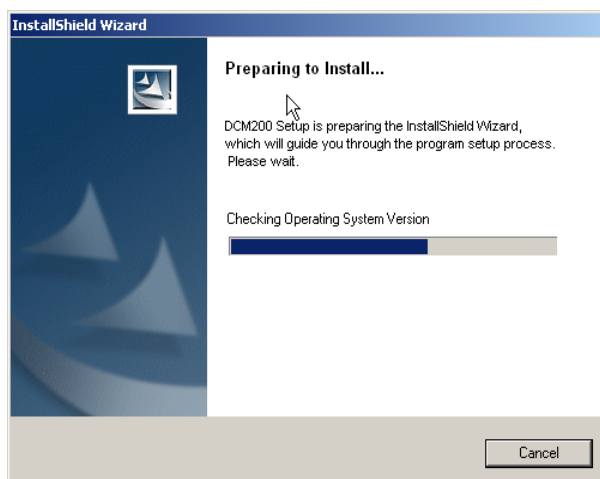 InstallShield Wizard
Preparing to Install...
DCM200 Setup is preparing the InstallShield Wizard,
which will guide you through the program setup process.
Please wait.
Checking Operating System Version
Cancel